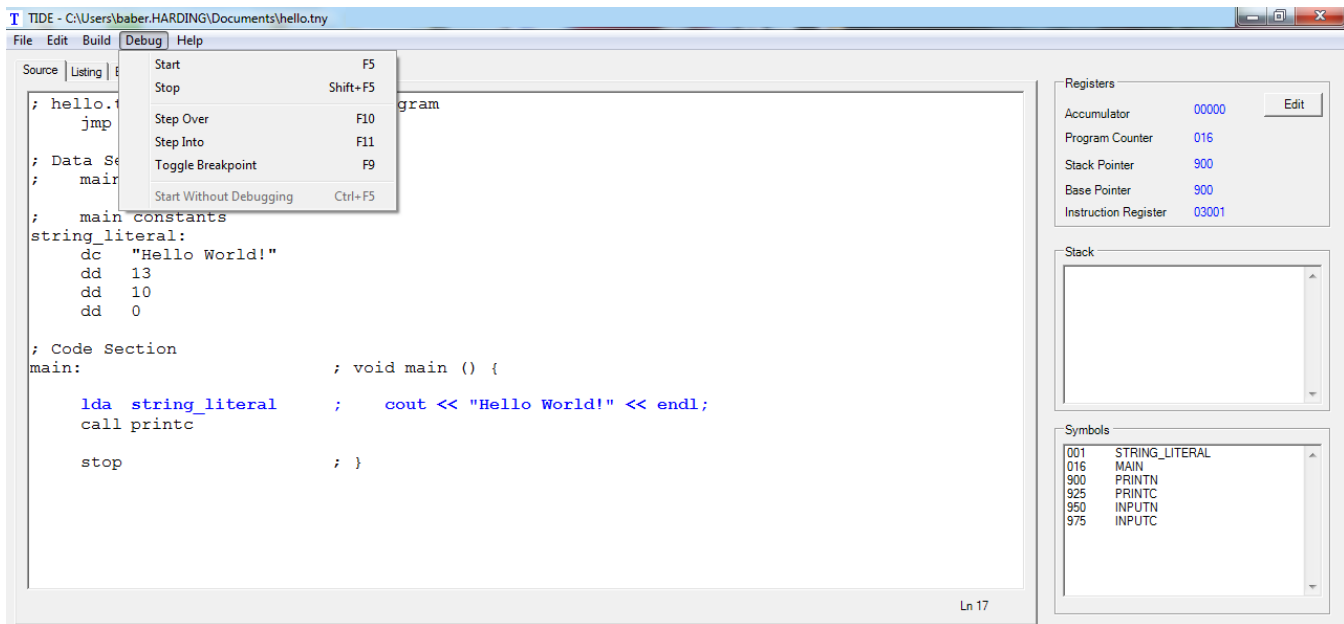 T TIDE - C:\Users\baber.HARDING\Documents\hello.tny
File Edit Build Debug Help
Source Listing
Start F5
Stop Shift+F5
Step Over F10
Step Into F11
Toggle Breakpoint F9
Start Without Debugging Ctrl+F5
; hello.t gram
jmp
; Data Se
; main
; main constants
string_literal:
dc "Hello World!"
dd 13
dd 10
dd 0
; Code Section
main: ; void main () {
lda string_literal ; cout << "Hello World!" << endl;
call printc
stop ; }
Ln 17
Registers
Accumulator 00000 Edit
Program Counter 016
Stack Pointer 900
Base Pointer 900
Instruction Register 03001
Stack
Symbols
001 STRING_LITERAL
016 MAIN
900 PRINTN
925 PRINTC
950 INPUTN
975 INPUTC